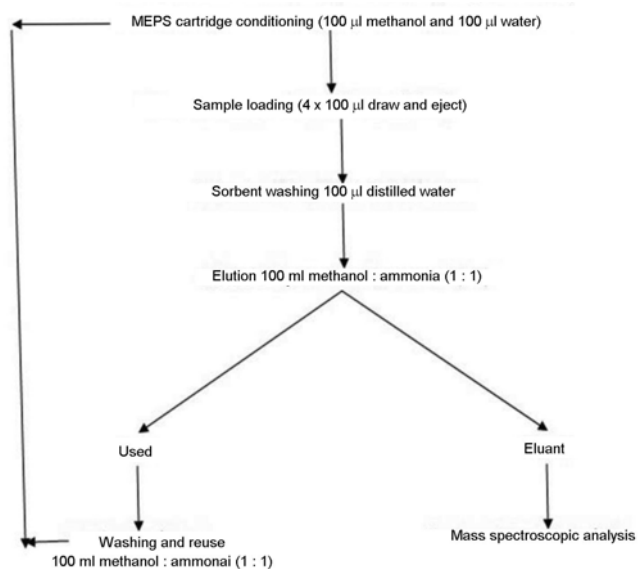 MEPS cartridge conditioning (100 µl methanol and 100 µl water)
Sample loading (4 x 100 µl draw and eject)
Sorbent washing 100 µl distilled water
Elution 100 ml methanol : ammonia (1 : 1)
Used
Eluant
Washing and reuse
100 ml methanol : ammonai (1 : 1)
Mass spectroscopic analysis